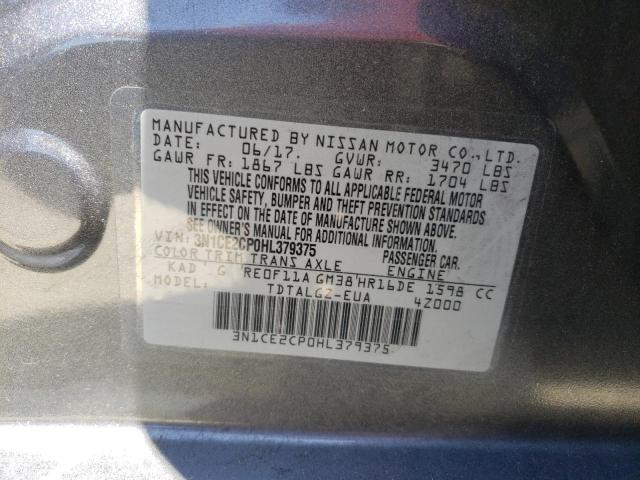 MANUFACTURED BY NISSAN MOTOR CO.,LTD.
DATE: 06/17. GVWR: 3470 LBS
GAWR FR: 1867 LBS GAWR RR: 1704 LBS
THIS VEHICLE CONFORMS TO ALL APPLICABLE FEDERAL MOTOR
VEHICLE SAFETY, BUMPER AND THEFT PREVENTION STANDARDS
IN EFFECT ON THE DATE OF MANUFACTURE SHOWN ABOVE.
SEE OWNER'S MANUAL FOR ADDITIONAL INFORMATION.
VIN: 3N1CE2CP0HL379375 PASSENGER CAR.
COLOR TRIM TRANS AXLE ENGINE
KAD G RE0F11A GM38 HR16DE 1598 CC
MODEL: TDTALGZ-EUA 4Z000
3N1CE2CP0HL379375